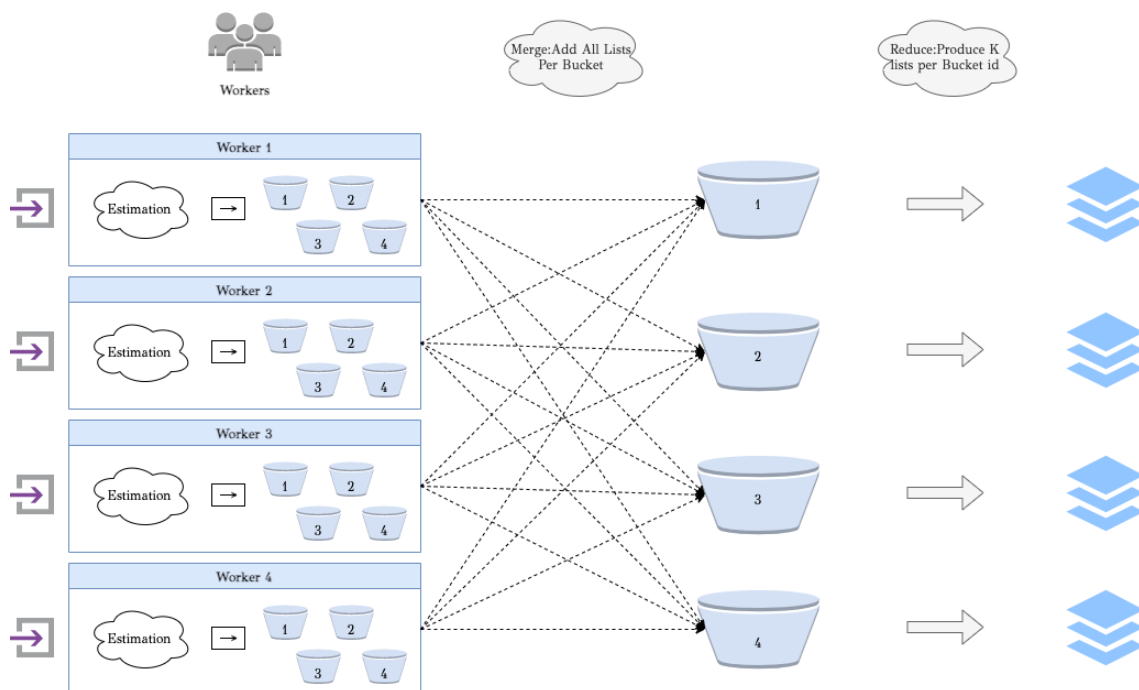 Workers
Merge:Add All Lists
Per Bucket
Reduce:Produce K
lists per Bucket id
Worker 1
Estimation
1
2
3
4
1
Worker 2
Estimation
1
2
3
4
2
Worker 3
Estimation
1
2
3
4
3
Worker 4
Estimation
1
2
3
4
4